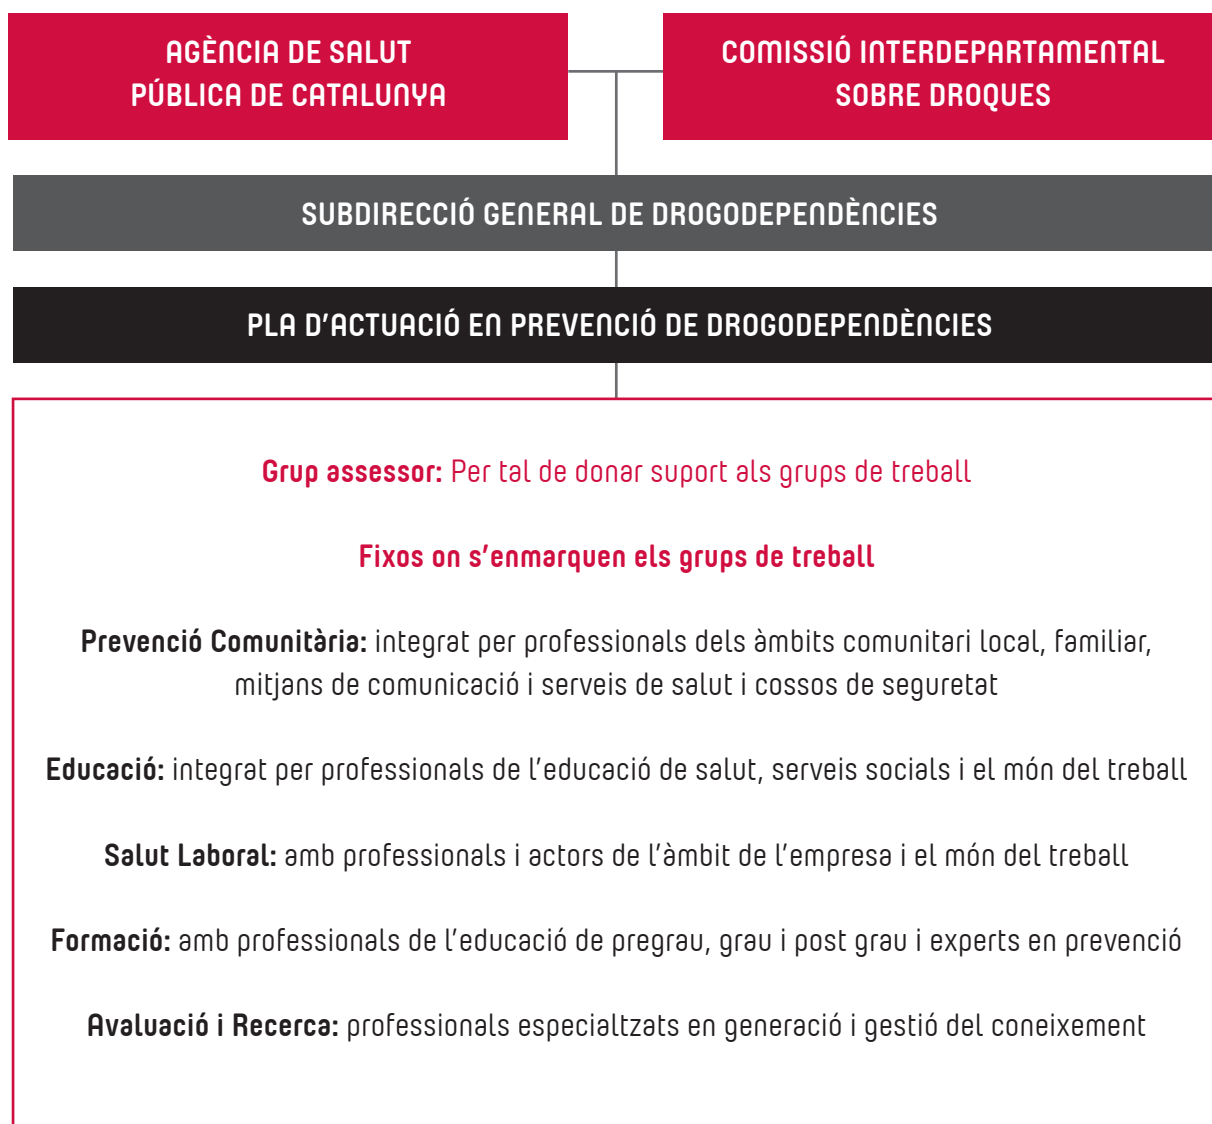 AGÈNCIA DE SALUT
PÚBLICA DE CATALUNYA
COMISSIÓ INTERDEPARTAMENTAL
SOBRE DROQUES
SUBDIRECCIÓ GENERAL DE DROGODEPENDÈNCIES
PLA D'ACTUACIÓ EN PREVENCIÓ DE DROGODEPENDÈNCIES
Grup assessor: Per tal de donar suport als grups de treball
Fixos on s'enmarquen els grups de treball
Prevenció Comunitària: integrat per professionals dels àmbits comunitari local, familiar,
mitjans de comunicació i serveis de salut i cossos de seguretat
Educació: integrat per professionals de l'educació de salut, serveis socials i el món del treball
Salut Laboral: amb professionals i actors de l'àmbit de l'empresa i el món del treball
Formació: amb professionals de l'educació de pregrau, grau i post grau i experts en prevenció
Avaluació i Recerca: professionals especialtzats en generació i gestió del coneixement